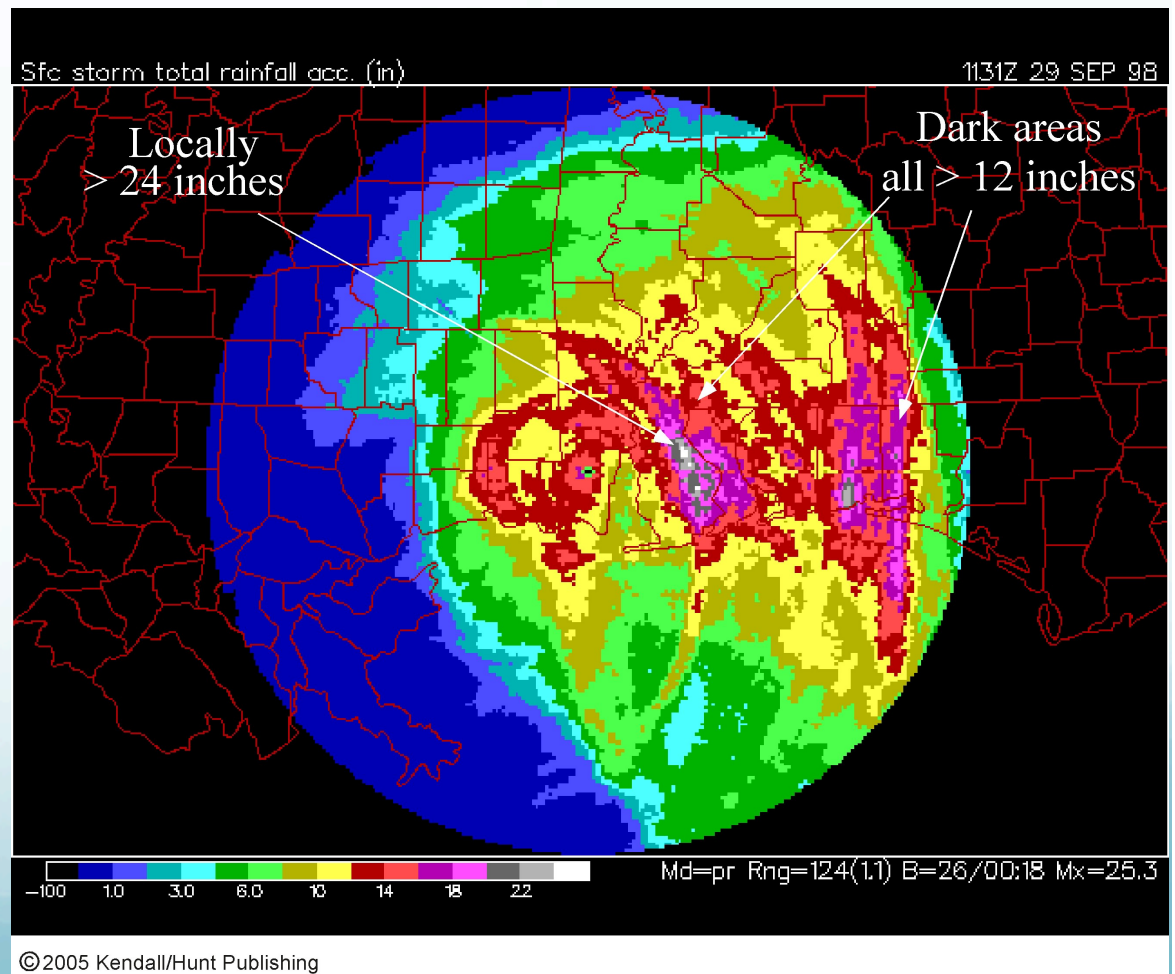 Sfc storm total rainfall acc. (in)
1131Z 29 SEP 98
Locally
> 24 inches
Dark areas
all > 12 inches
-100 1.0 3.0 6.0 10 14 18 22
Md=pr Rng=124(1.1) B=26/00:18 Mx=25.3
©2005 Kendall/Hunt Publishing